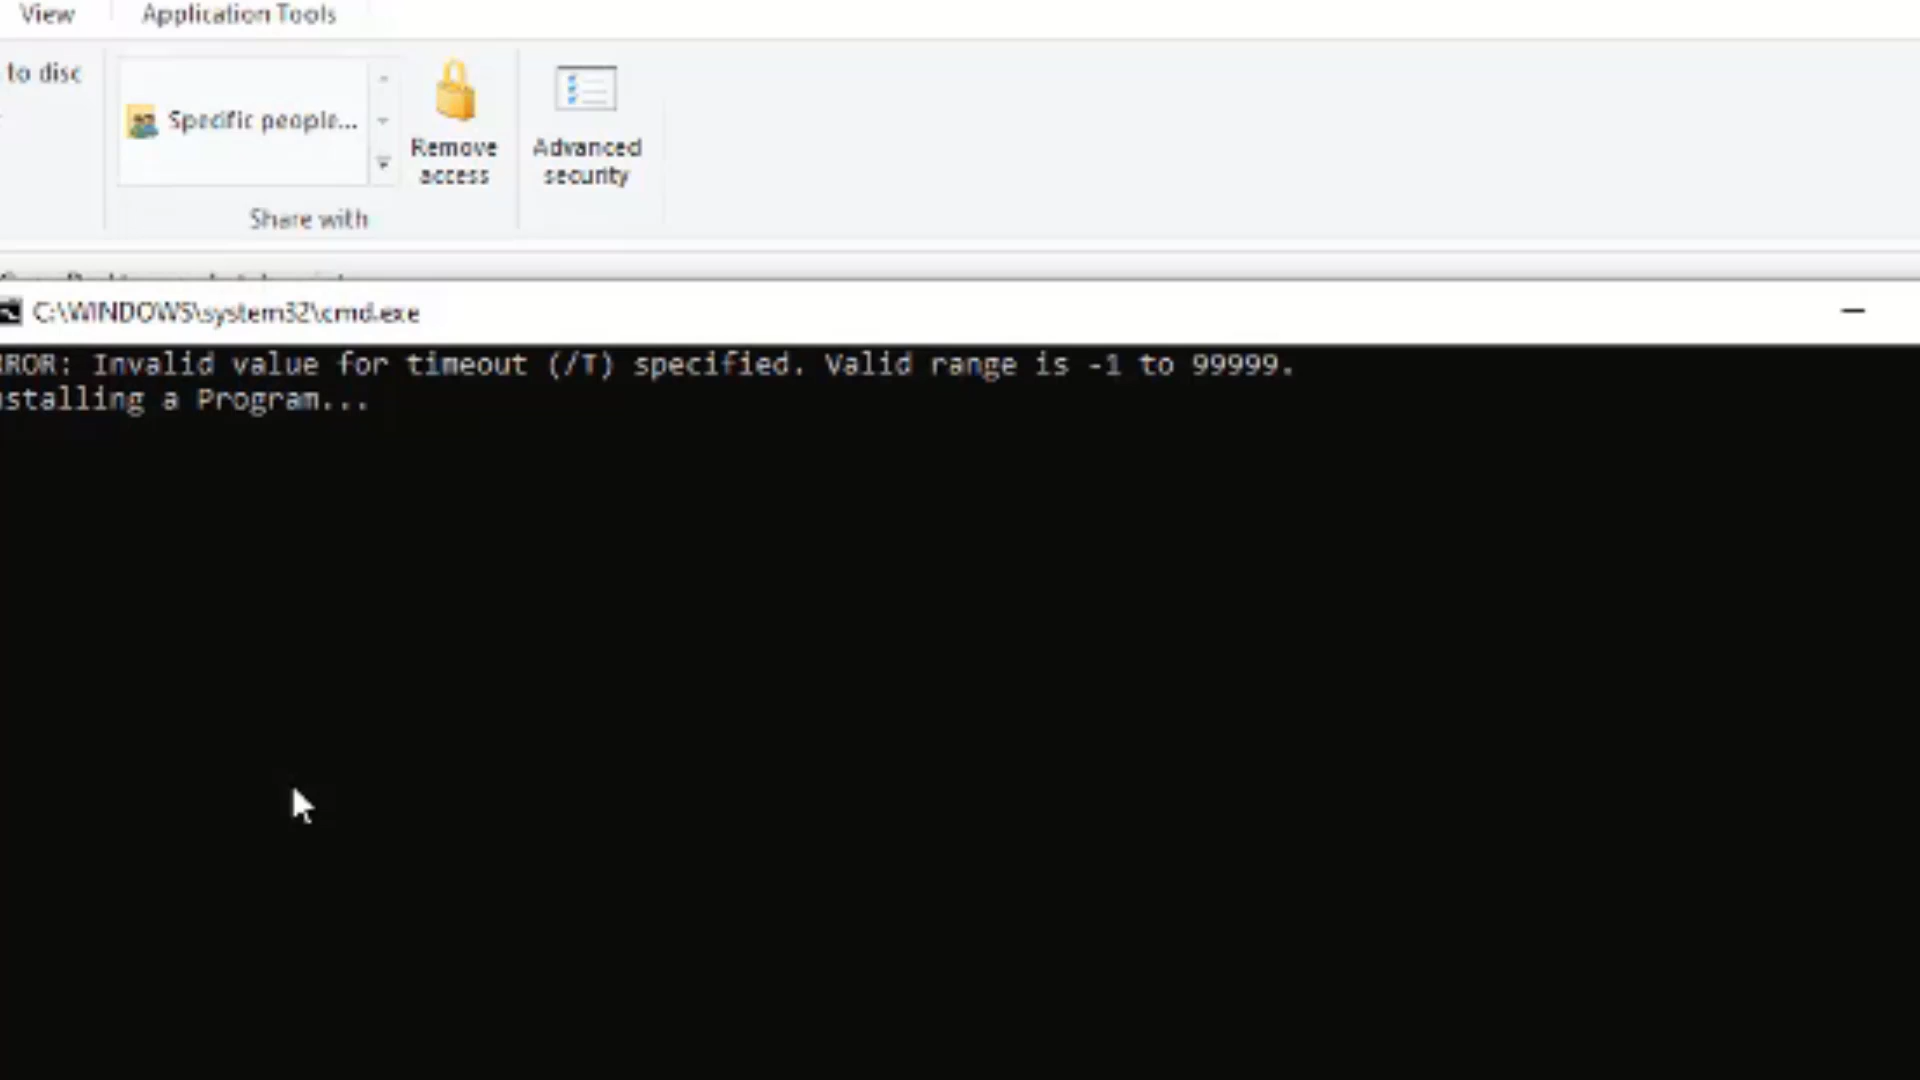 View
Application Tools
to disc
Specific people...
Remove
access
Advanced
security
Share with
C:\WINDOWS\system32\cmd.exe
RROR: Invalid value for timeout (/T) specified. Valid range is -1 to 99999.
nstalling a Program...